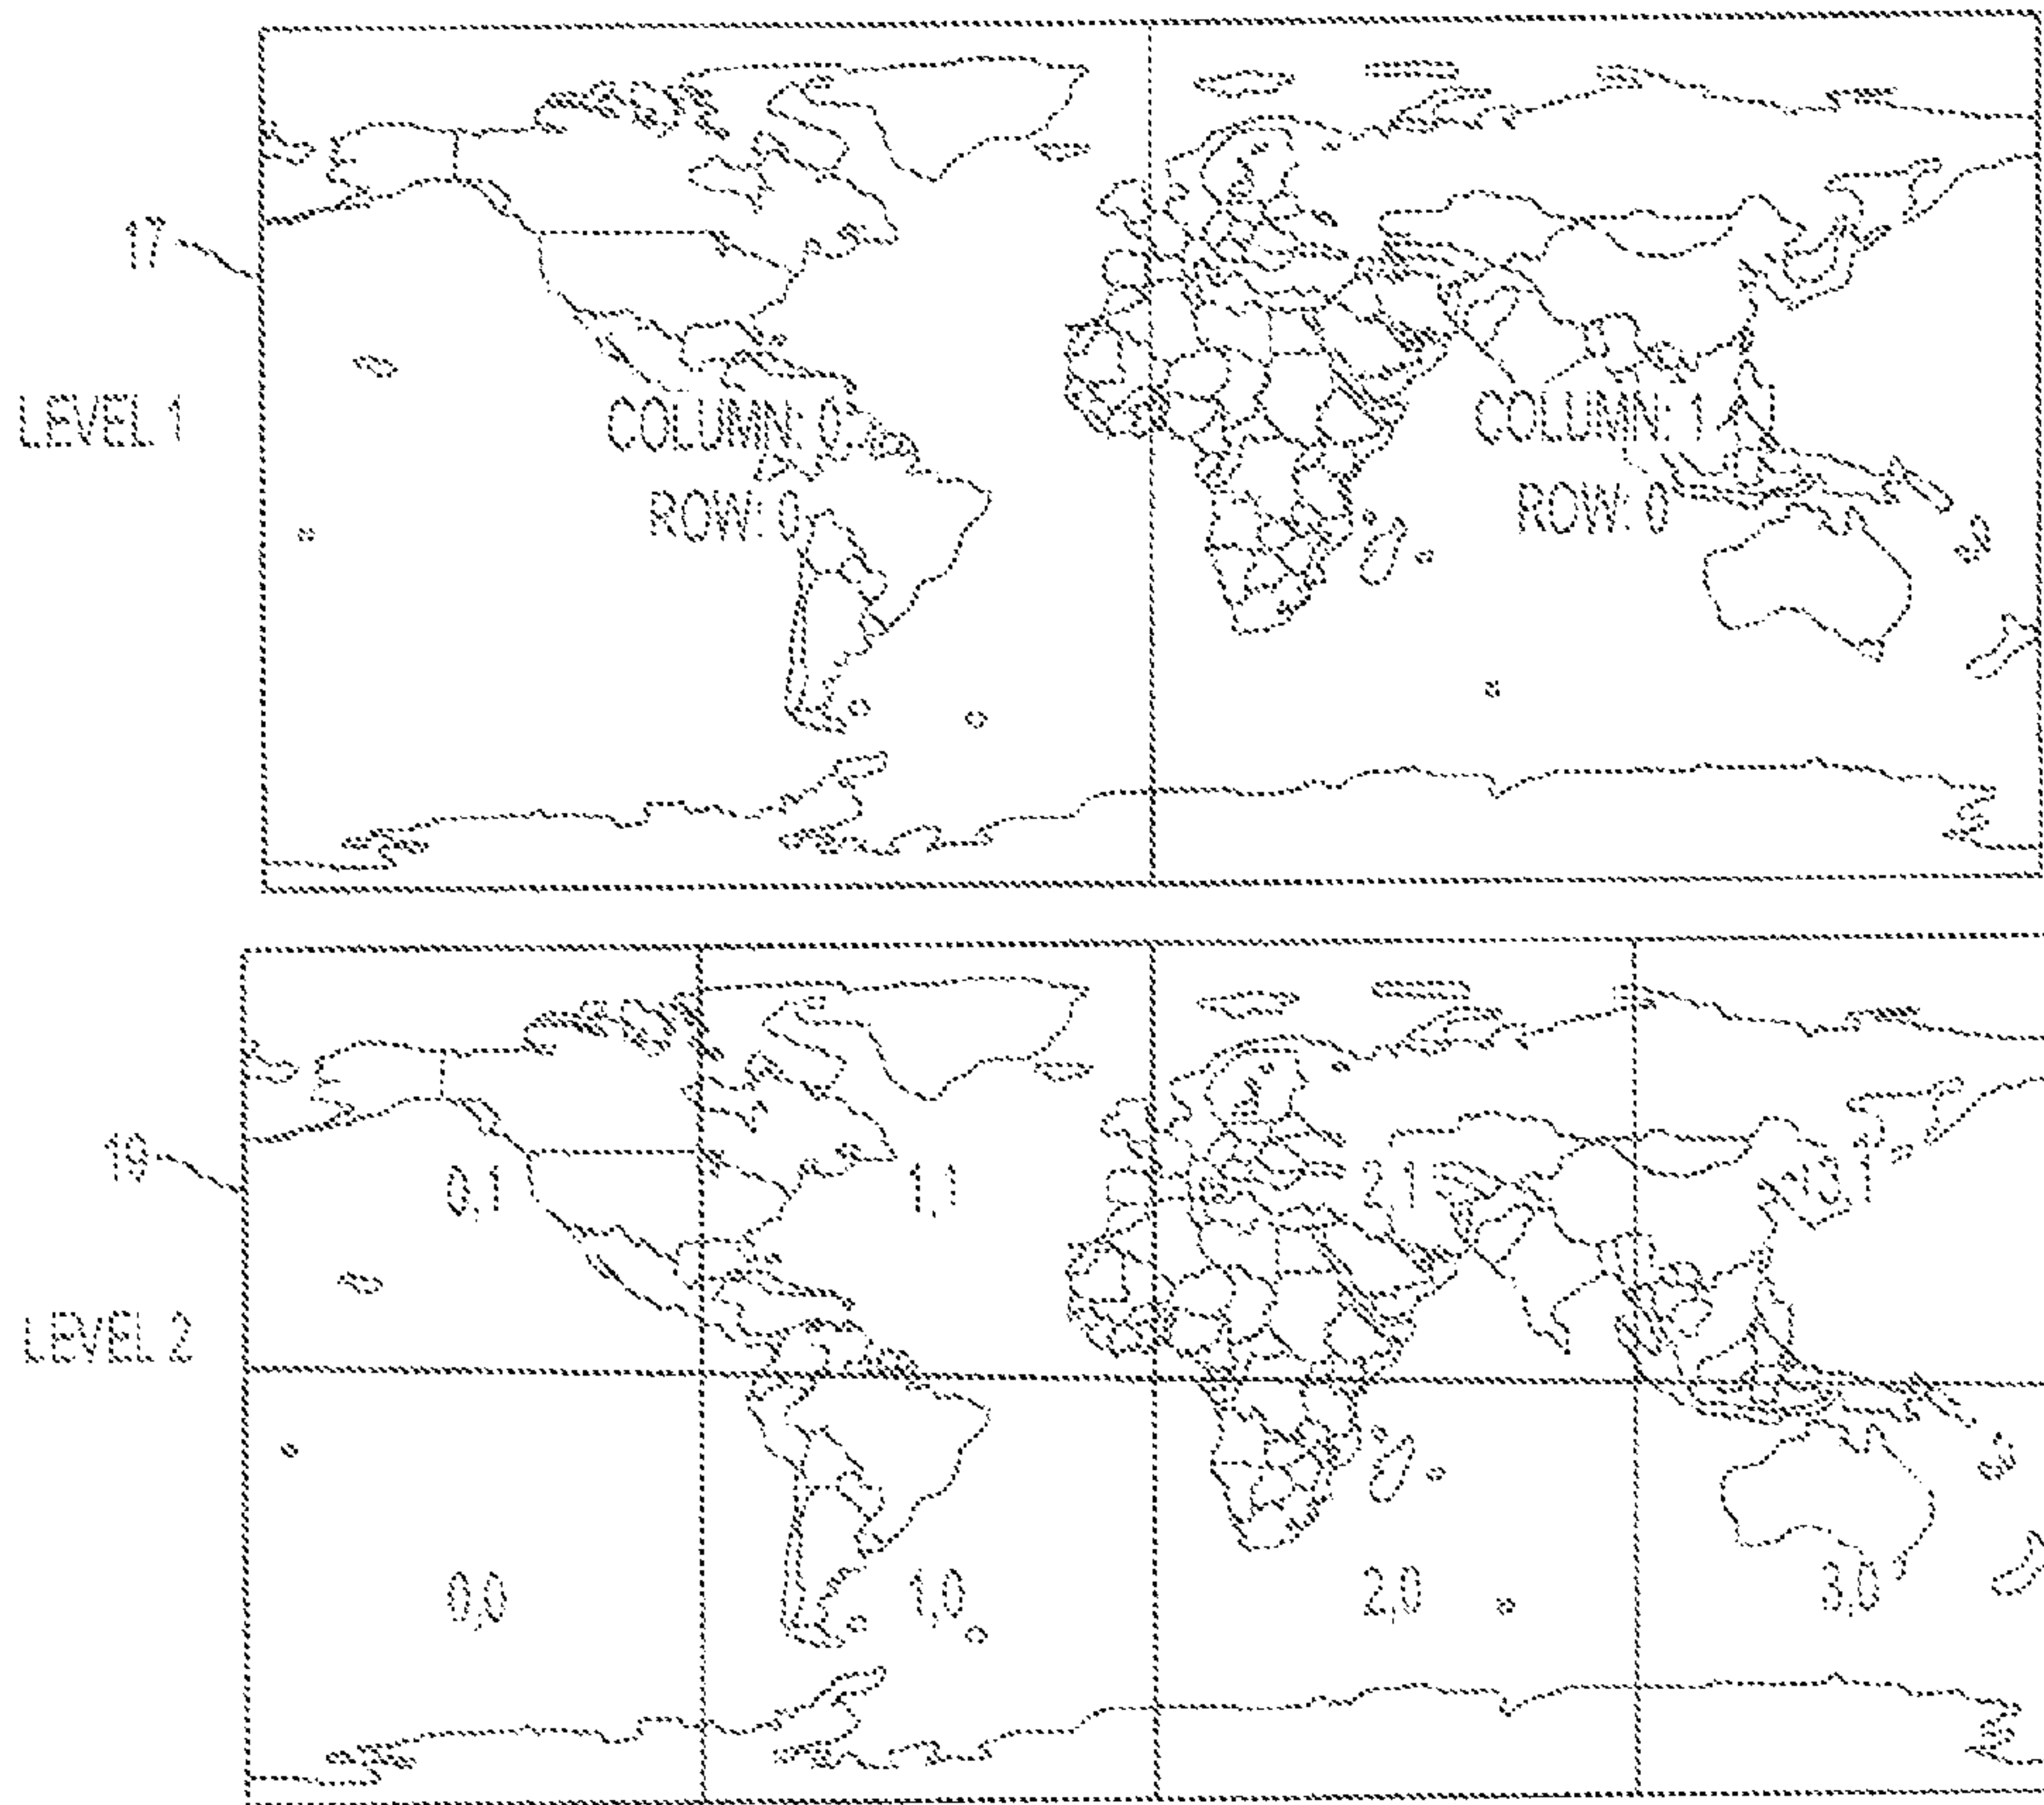 17
LEVEL 1
COLUMN: 0
ROW: 0
COLUMN: 1
ROW: 0
19
LEVEL 2
0,1
1,1
2,1
3,1
0,0
1,0
2,0
3,0